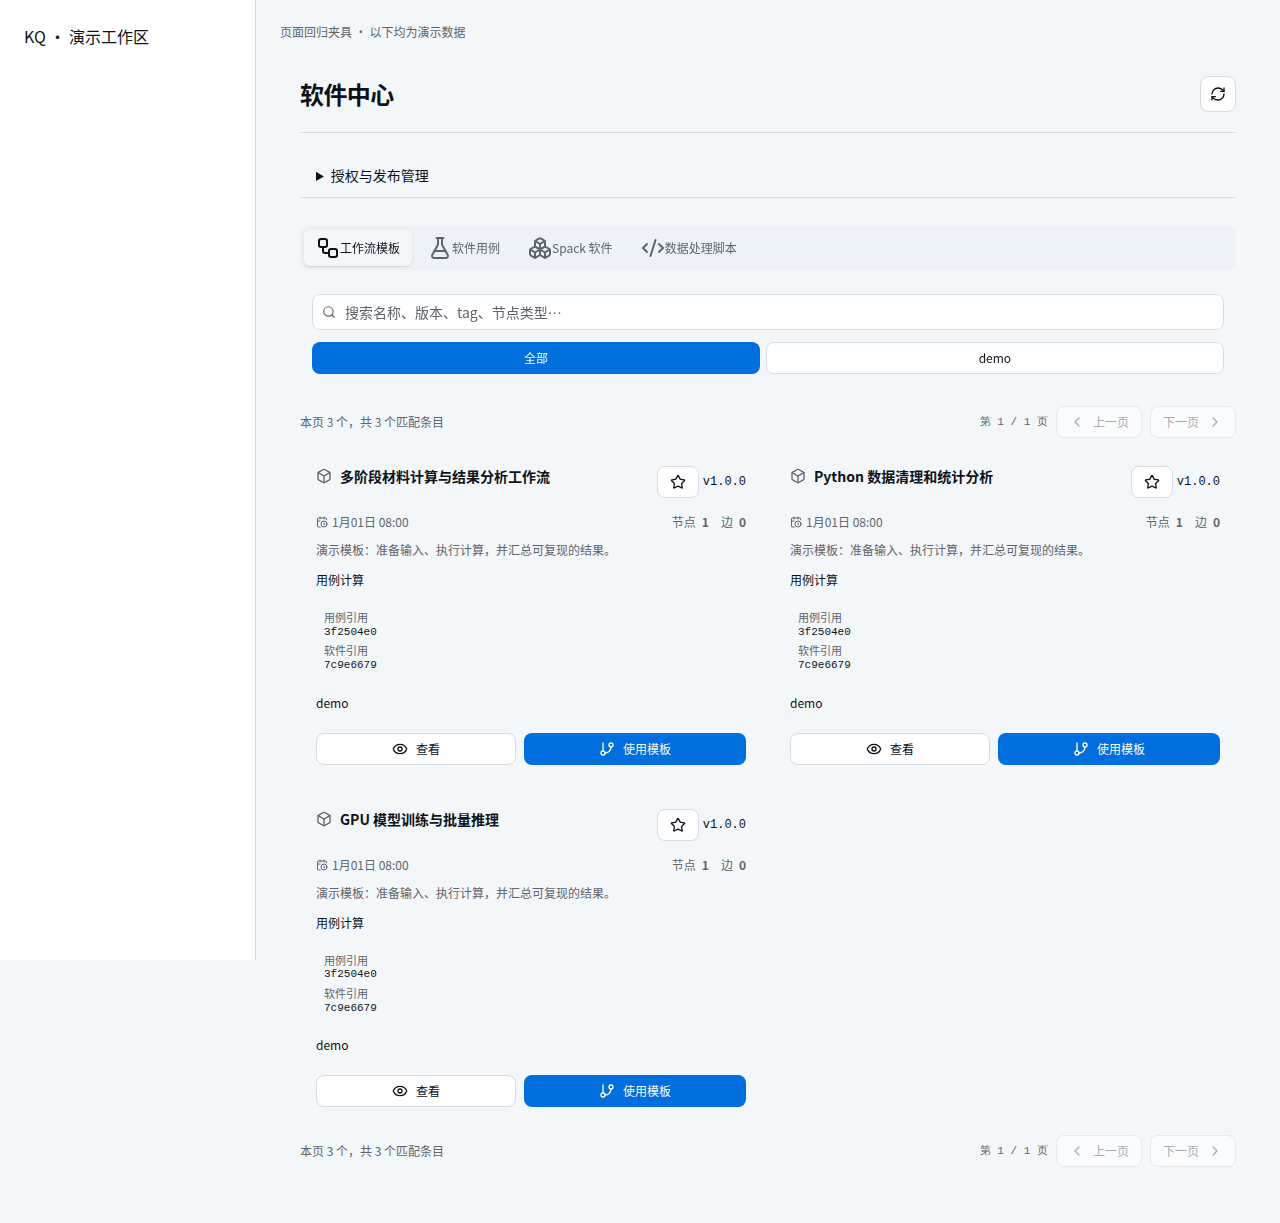 KQ · 演示工作区
页面回归夹具 · 以下均为演示数据
软件中心
授权与发布管理
工作流模板 软件用例 Spack 软件 数据处理脚本
搜索名称、版本、tag、节点类型…
全部 demo
本页 3 个，共 3 个匹配条目 第 1 / 1 页 上一页 下一页
多阶段材料计算与结果分析工作流 v1.0.0
1月01日 08:00 节点 1 边 0
演示模板：准备输入、执行计算，并汇总可复现的结果。
用例计算
用例引用
3f2504e0
软件引用
7c9e6679
demo
查看 使用模板
Python 数据清理和统计分析 v1.0.0
1月01日 08:00 节点 1 边 0
演示模板：准备输入、执行计算，并汇总可复现的结果。
用例计算
用例引用
3f2504e0
软件引用
7c9e6679
demo
查看 使用模板
GPU 模型训练与批量推理 v1.0.0
1月01日 08:00 节点 1 边 0
演示模板：准备输入、执行计算，并汇总可复现的结果。
用例计算
用例引用
3f2504e0
软件引用
7c9e6679
demo
查看 使用模板
本页 3 个，共 3 个匹配条目 第 1 / 1 页 上一页 下一页